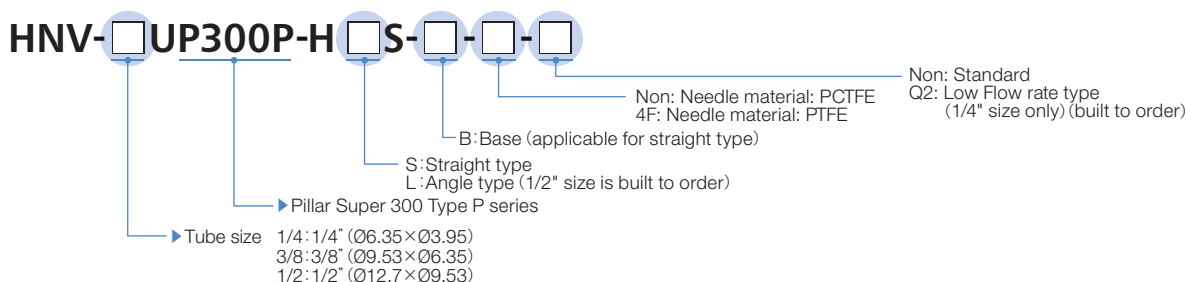 HNV-□UP300P-H□S-□-□-□
Non: Standard
Q2: Low Flow rate type
(1/4" size only) (built to order)
Non: Needle material: PCTFE
4F: Needle material: PTFE
B:Base (applicable for straight type)
S:Straight type
L:Angle type (1/2" size is built to order)
▶Pillar Super 300 Type P series
▶Tube size 1/4:1/4" (Ø6.35×Ø3.95)
3/8:3/8" (Ø9.53×Ø6.35)
1/2:1/2" (Ø12.7×Ø9.53)